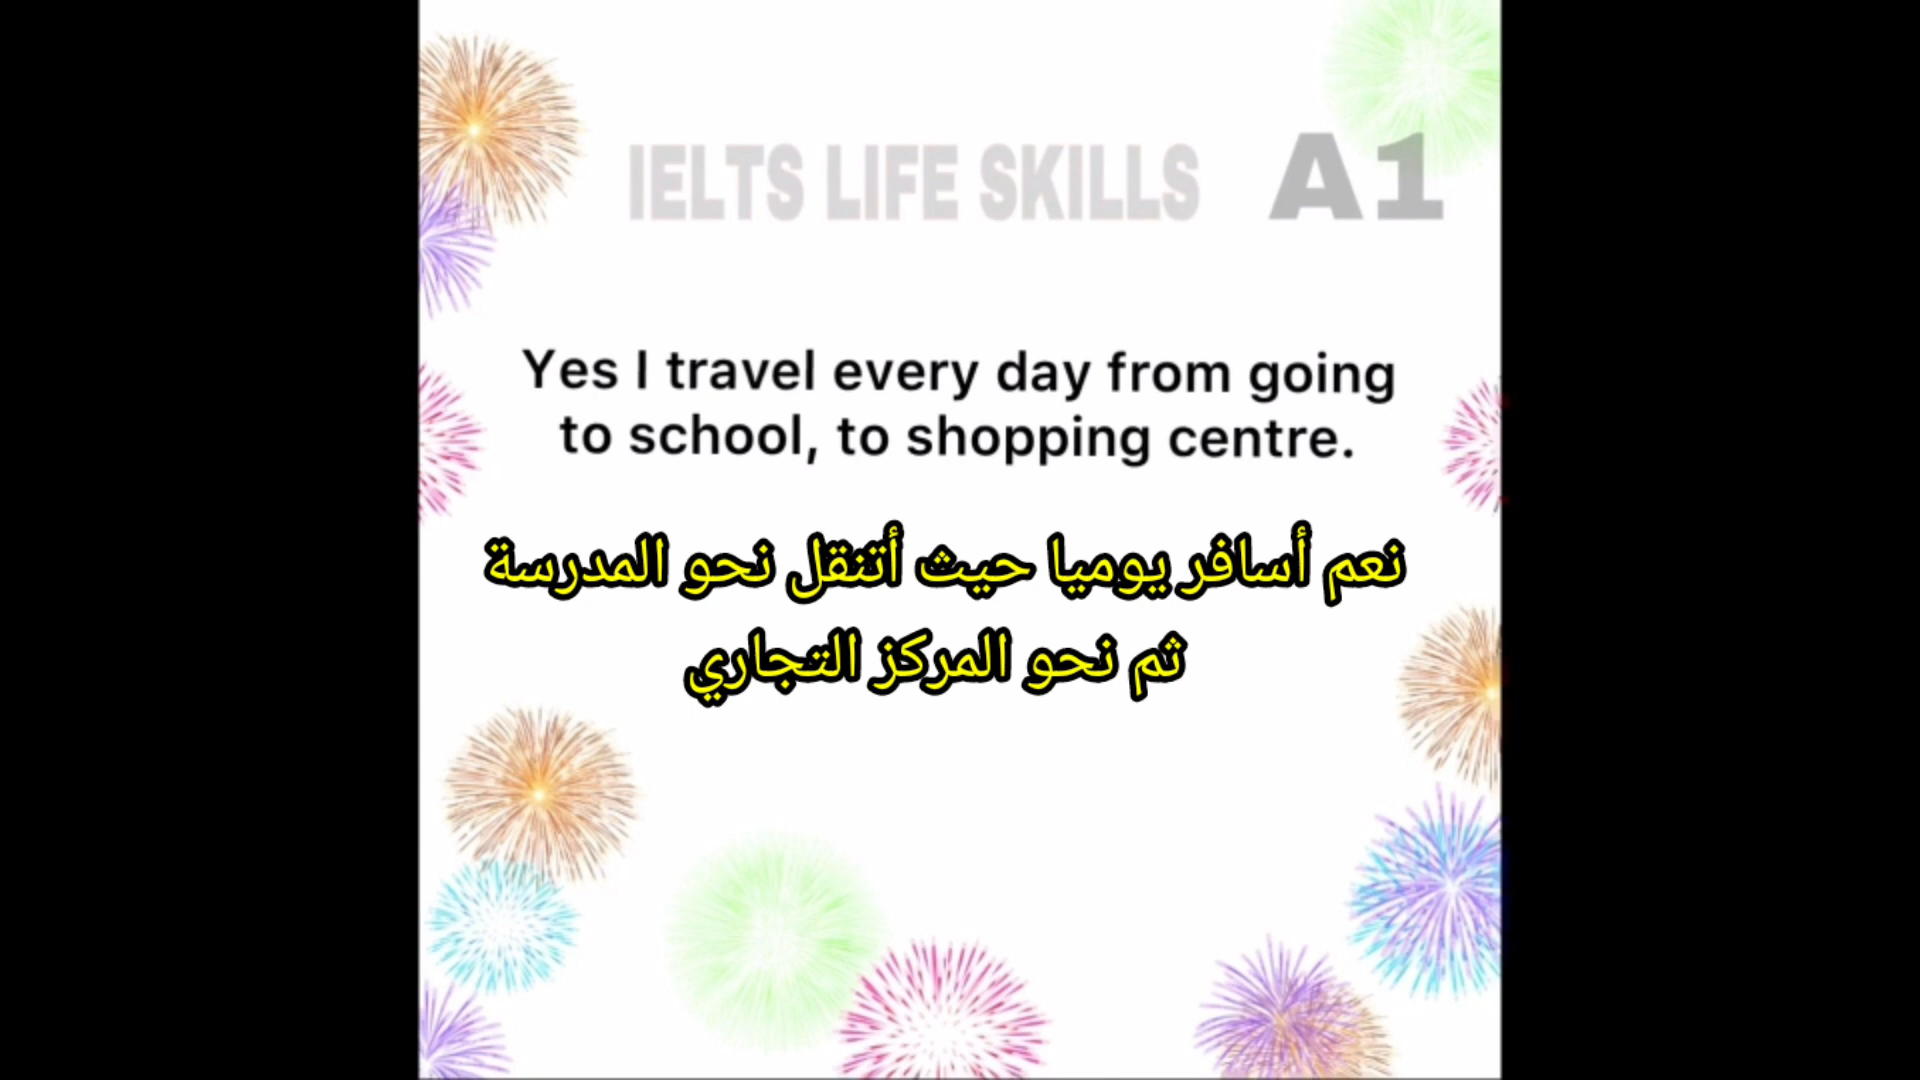 IELTS LIFE SKILLS A1
Yes I travel every day from going
to school, to shopping centre.
نعم أسافر يوميا حيث أتنقل نحو المدرسة
ثم نحو المركز التجاري